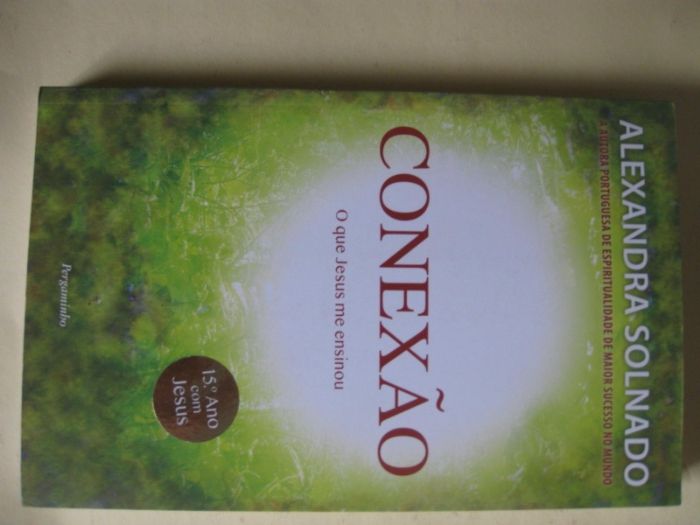 ALEXANDRA SOLNADO
A AUTORA PORTUGUESA DE ESPIRITUALIDADE DE MAIOR SUCESSO NO MUNDO
CONEXÃO
O que Jesus me ensinou
15.º Ano
com
Jesus
Pergaminho